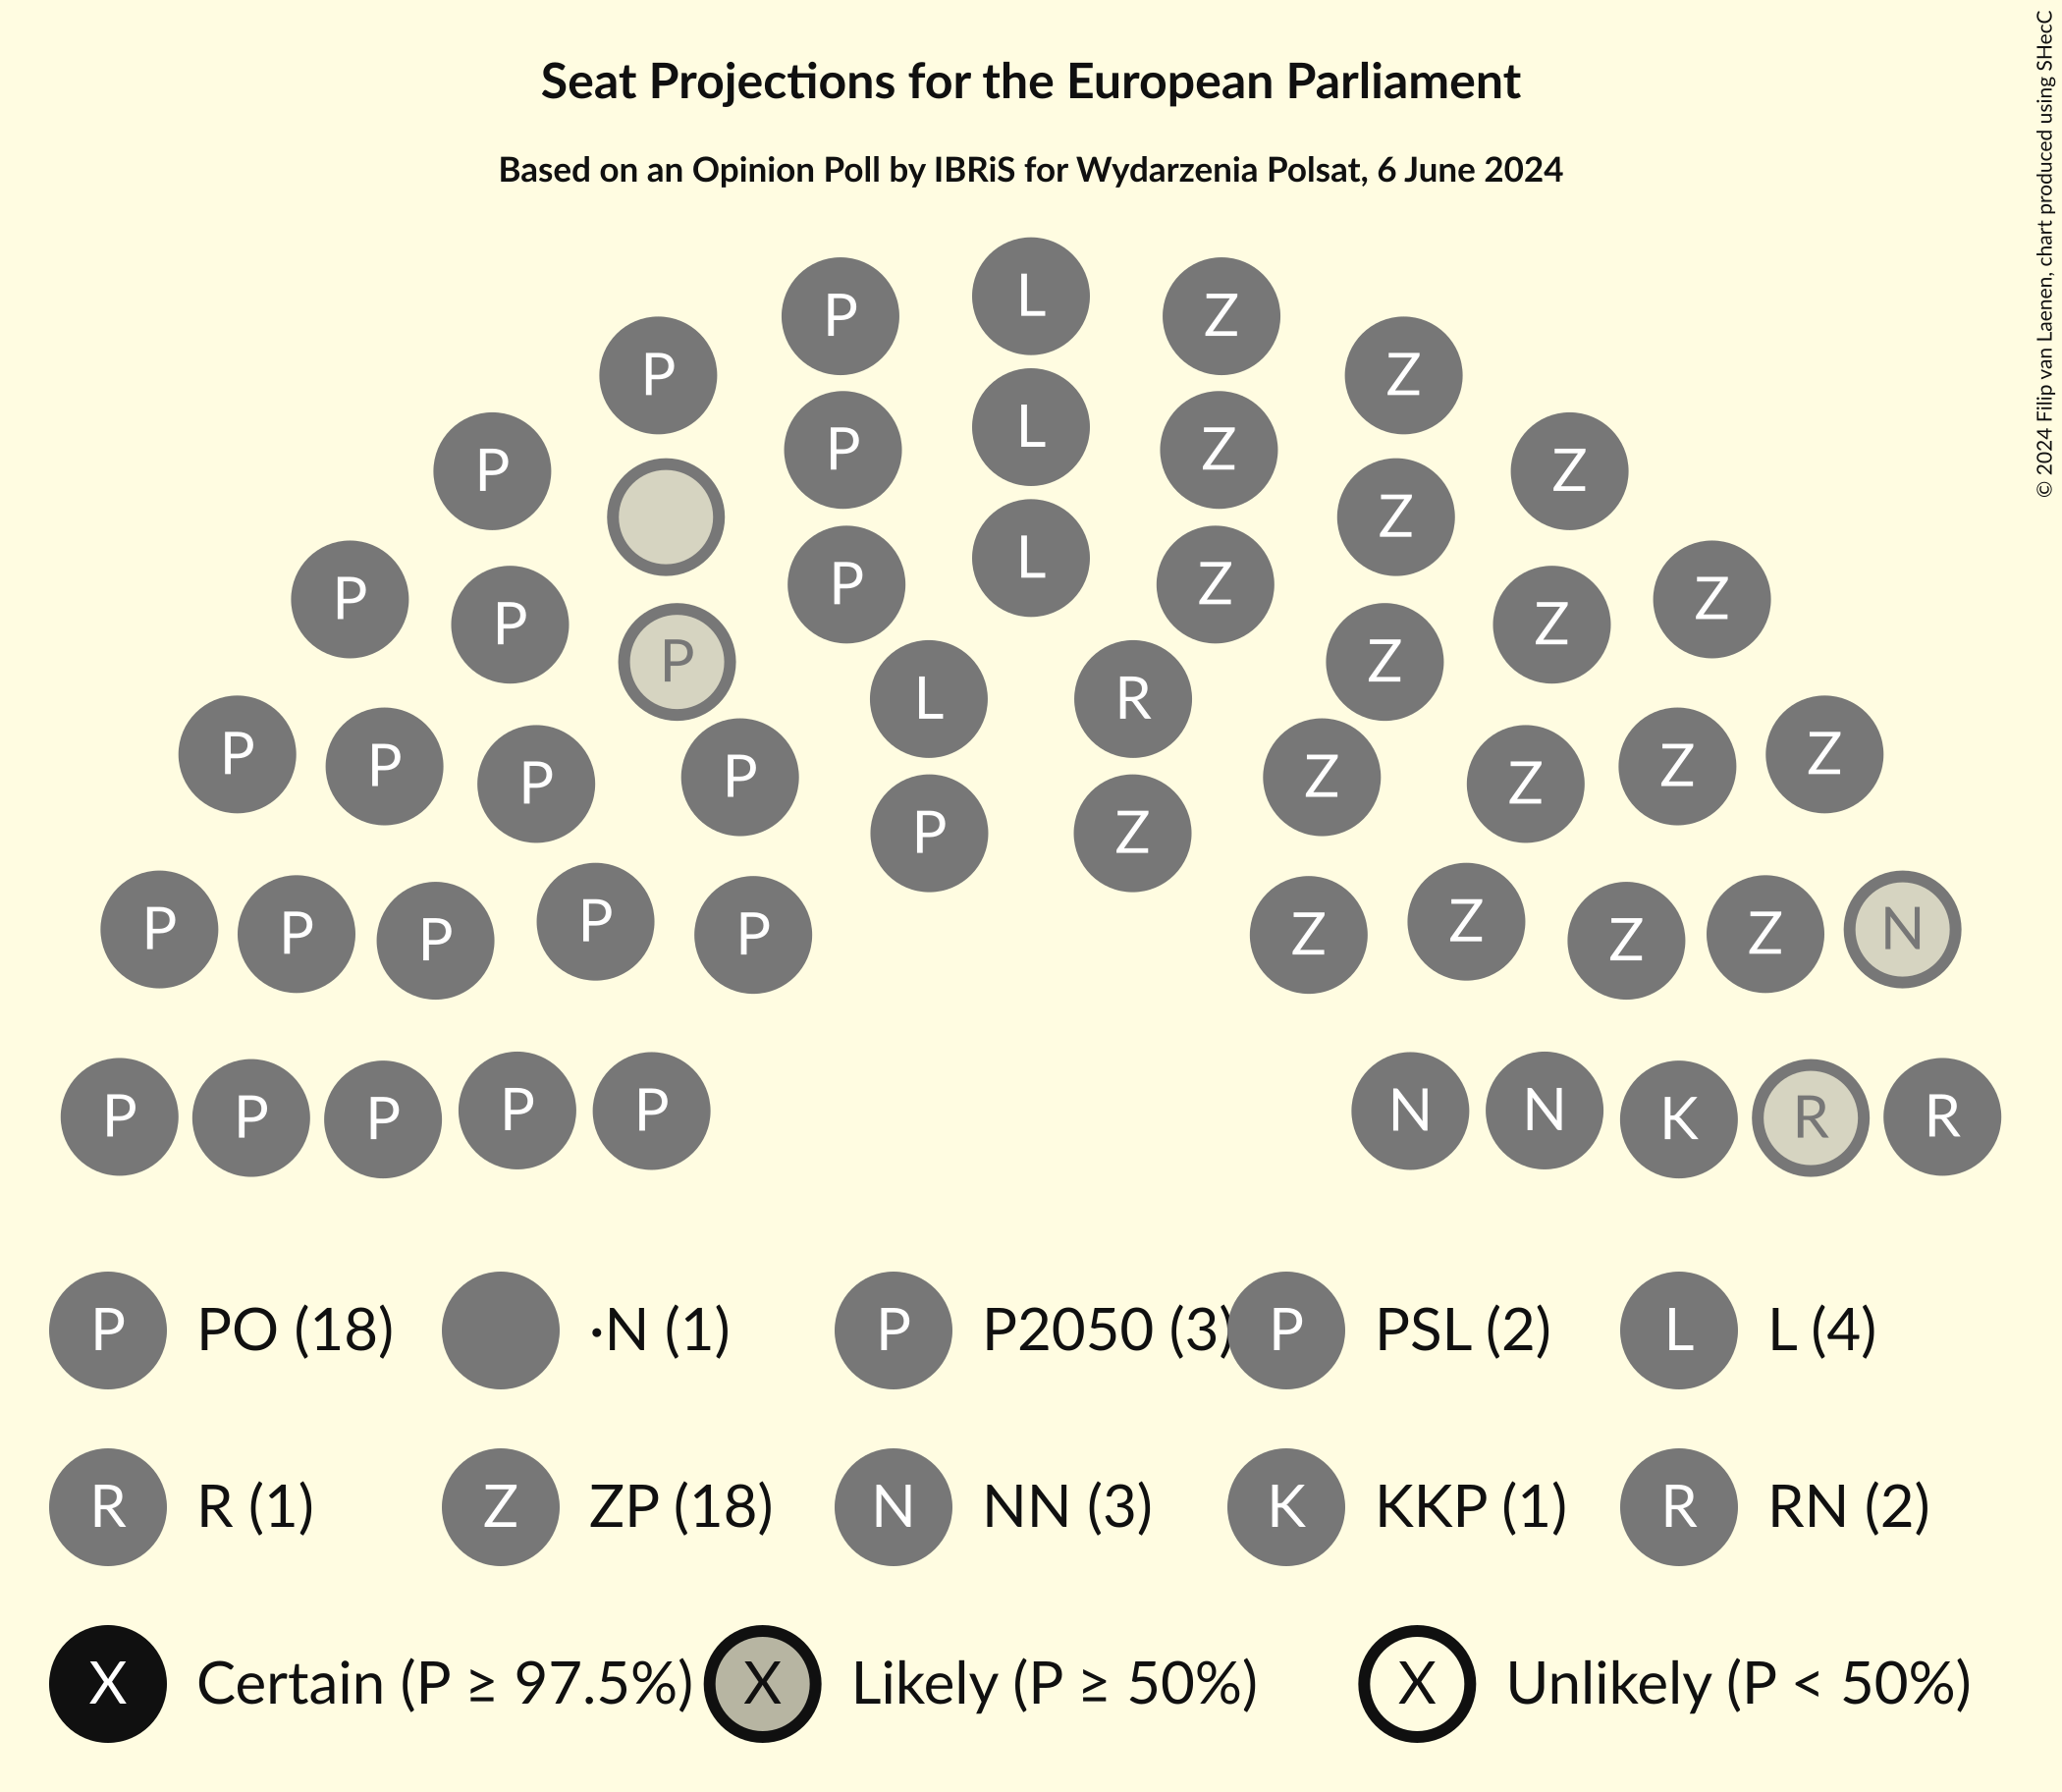 Seat Projections for the European Parliament
Based on an Opinion Poll by IBRiS for Wydarzenia Polsat, 6 June 2024
© 2024 Filip van Laenen, chart produced using SHecC
L
P Z
P Z
L
P Z
P Z
Z
L
P Z
P Z
P Z
P Z
L R
P Z
P P P P Z Z Z Z
P Z
P P P P P Z Z Z Z N
P P P P P N N K R R
P PO (18) ·N (1) P P2050 (3) P PSL (2) L L (4)
R R (1) Z ZP (18) N NN (3) K KKP (1) R RN (2)
X Certain (P ≥ 97.5%) X Likely (P ≥ 50%) X Unlikely (P < 50%)